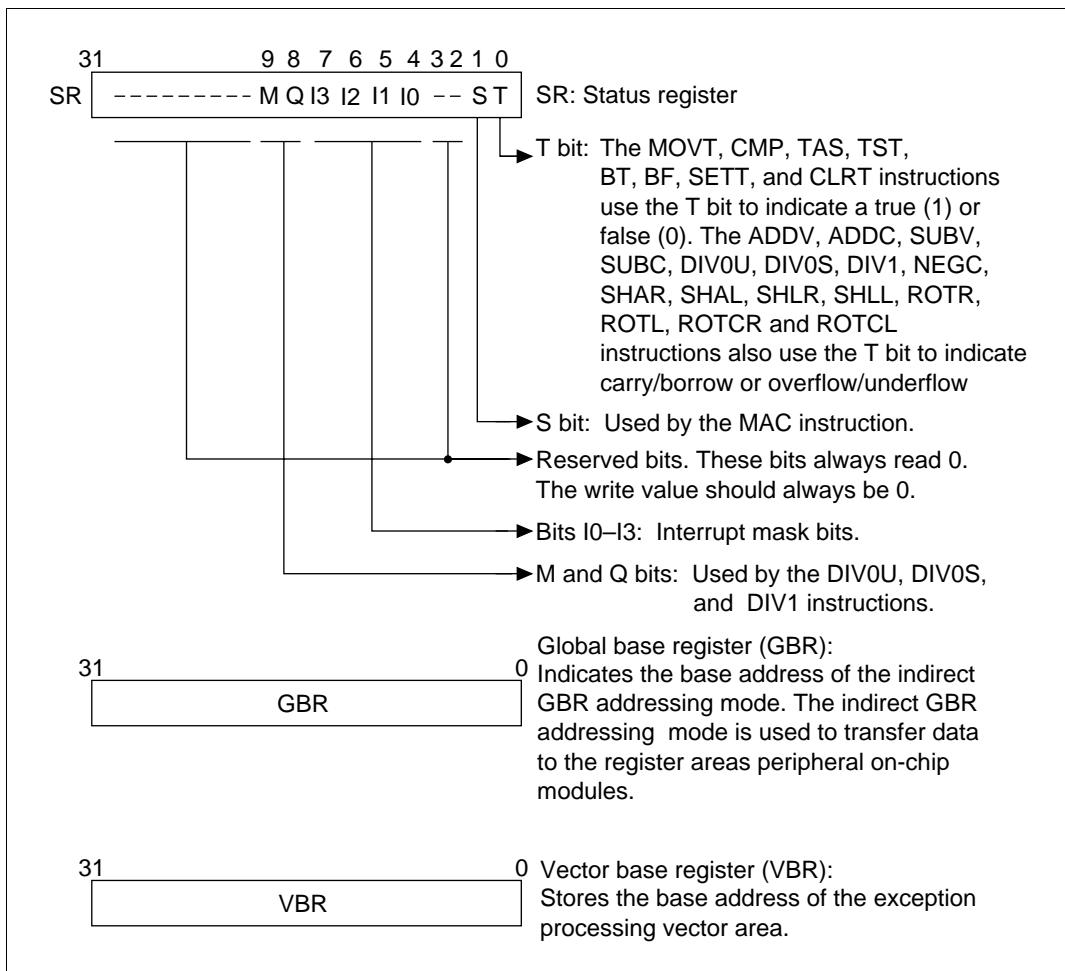 31 9 8 7 6 5 4 3 2 1 0
SR --------- M Q I3 I2 I1 I0 -- S T SR: Status register
T bit: The MOVT, CMP, TAS, TST,
BT, BF, SETT, and CLRT instructions
use the T bit to indicate a true (1) or
false (0). The ADDV, ADDC, SUBV,
SUBC, DIV0U, DIV0S, DIV1, NEGC,
SHAR, SHAL, SHLR, SHLL, ROTR,
ROTL, ROTCR and ROTCL
instructions also use the T bit to indicate
carry/borrow or overflow/underflow
S bit: Used by the MAC instruction.
Reserved bits. These bits always read 0.
The write value should always be 0.
Bits I0–I3: Interrupt mask bits.
M and Q bits: Used by the DIV0U, DIV0S,
and DIV1 instructions.
31 0
GBR
Global base register (GBR):
Indicates the base address of the indirect
GBR addressing mode. The indirect GBR
addressing mode is used to transfer data
to the register areas peripheral on-chip
modules.
31 0
VBR
Vector base register (VBR):
Stores the base address of the exception
processing vector area.